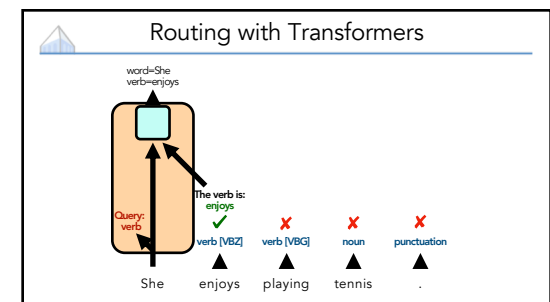 Routing with Transformers
word=She
verb=enjoys
The verb is:
enjoys
Query:
verb
✓ ✗ ✗ ✗
verb [VBZ] verb [VBG] noun punctuation
She enjoys playing tennis .